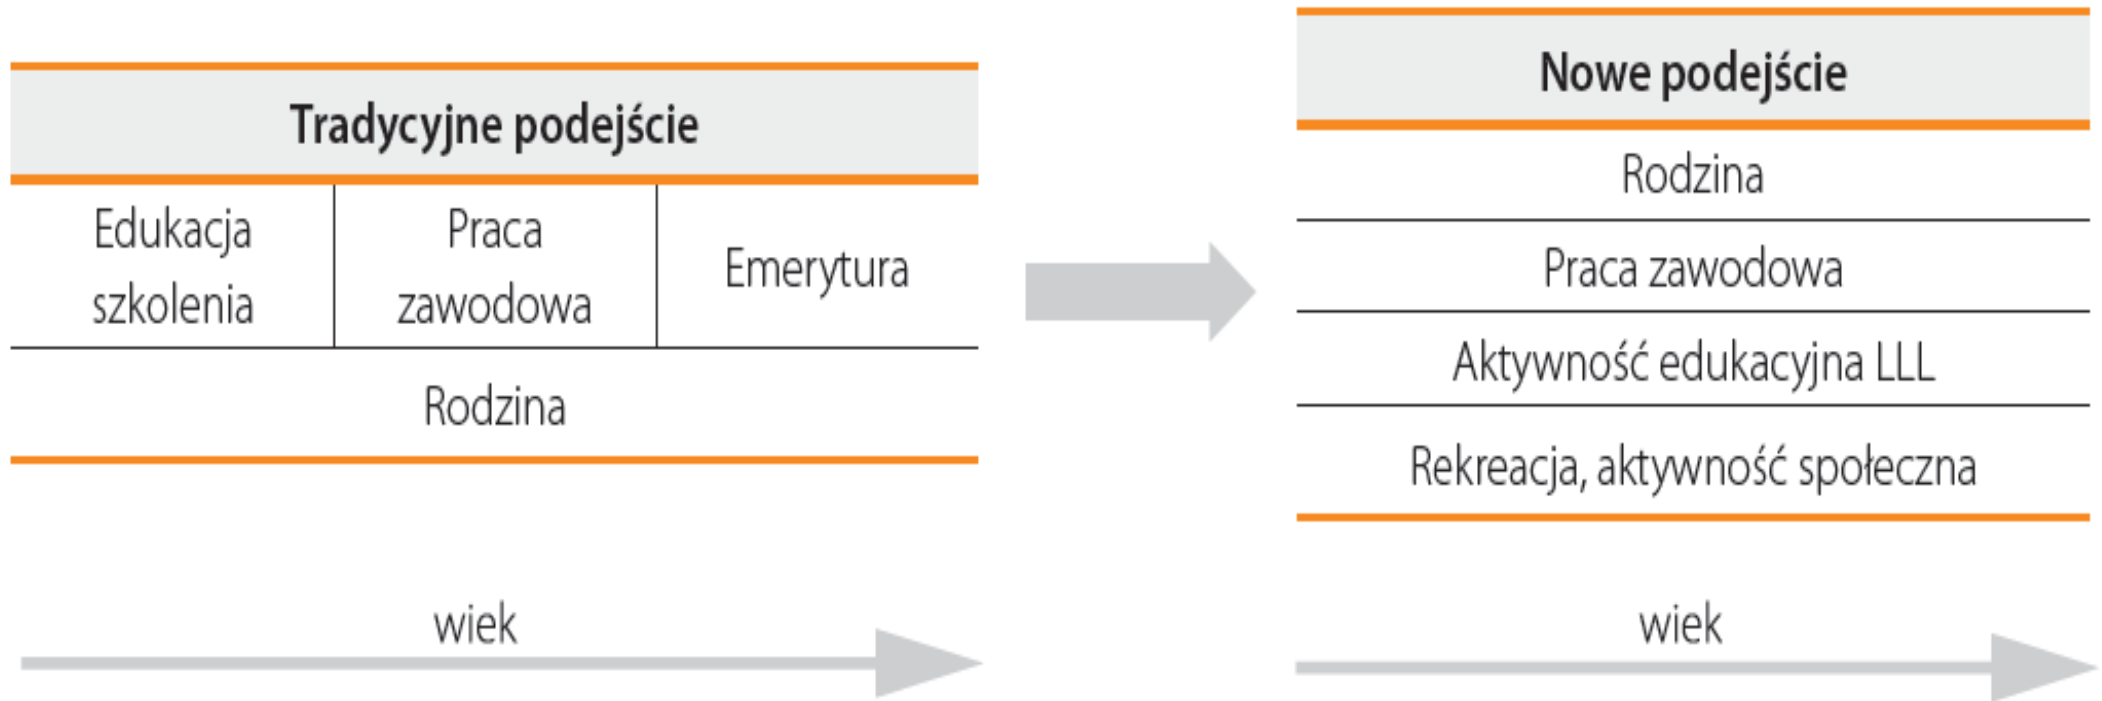 Tradycyjne podejście
Edukacja
szkolenia
Praca
zawodowa
Emerytura
Rodzina
wiek
Nowe podejście
Rodzina
Praca zawodowa
Aktywność edukacyjna LLL
Rekreacja, aktywność społeczna
wiek